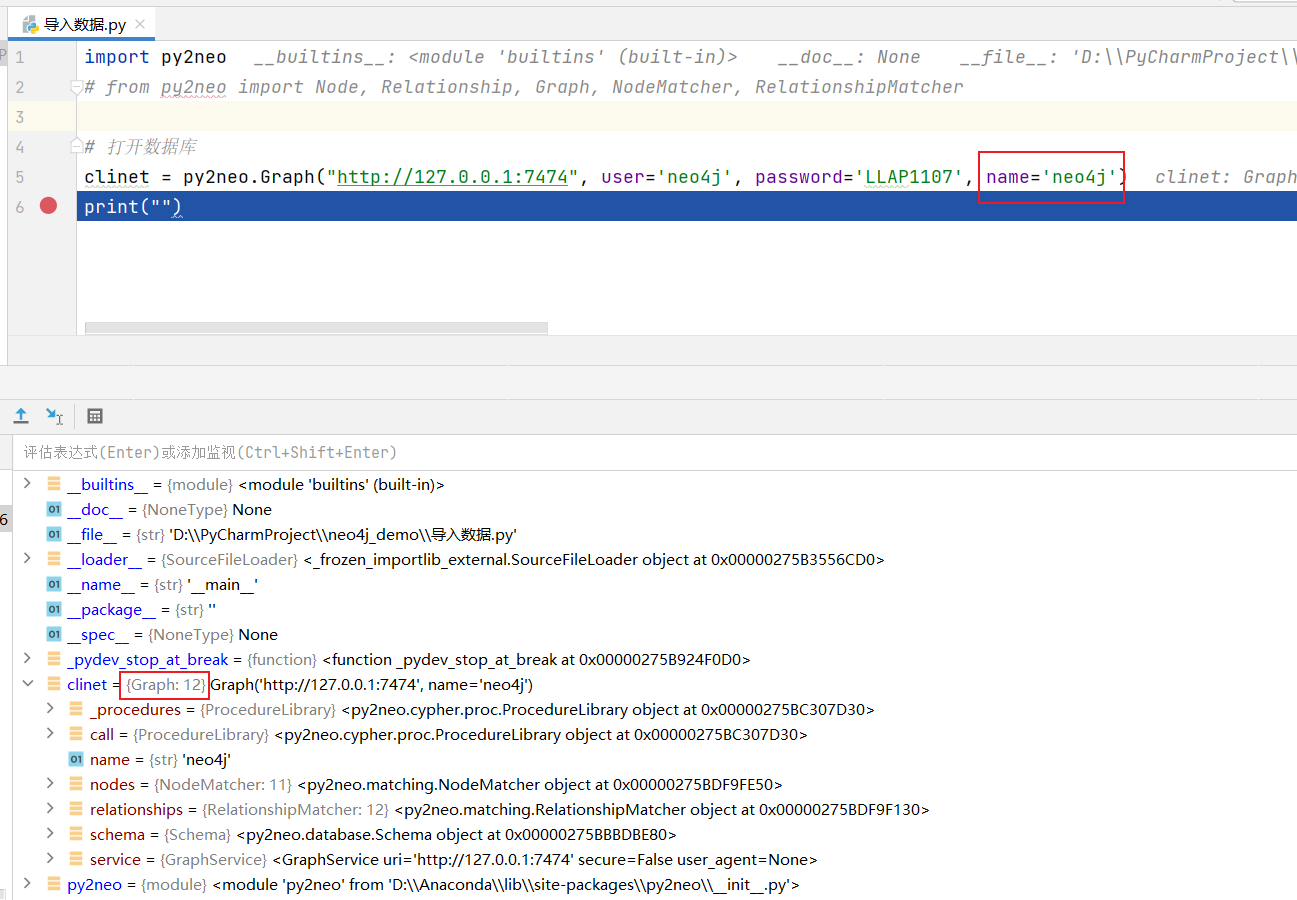 导入数据.py
1 import py2neo __builtins__: <module 'builtins' (built-in)> __doc__: None __file__: 'D:\\PyCharmProject\\
2 # from py2neo import Node, Relationship, Graph, NodeMatcher, RelationshipMatcher
3
4 # 打开数据库
5 clinet = py2neo.Graph("http://127.0.0.1:7474", user='neo4j', password='LLAP1107', name='neo4j') clinet: Graph
6 print("")
评估表达式(Enter)或添加监视(Ctrl+Shift+Enter)
__builtins__ = {module} <module 'builtins' (built-in)>
01 __doc__ = {NoneType} None
6
01 __file__ = {str} 'D:\\PyCharmProject\\neo4j_demo\\导入数据.py'
__loader__ = {SourceFileLoader} <_frozen_importlib_external.SourceFileLoader object at 0x00000275B3556CD0>
01 __name__ = {str} '__main__'
01 __package__ = {str} ''
01 __spec__ = {NoneType} None
_pydev_stop_at_break = {function} <function _pydev_stop_at_break at 0x00000275B924F0D0>
clinet = {Graph: 12} Graph('http://127.0.0.1:7474', name='neo4j')
_procedures = {ProcedureLibrary} <py2neo.cypher.proc.ProcedureLibrary object at 0x00000275BC307D30>
call = {ProcedureLibrary} <py2neo.cypher.proc.ProcedureLibrary object at 0x00000275BC307D30>
01 name = {str} 'neo4j'
nodes = {NodeMatcher: 11} <py2neo.matching.NodeMatcher object at 0x00000275BDF9FE50>
relationships = {RelationshipMatcher: 12} <py2neo.matching.RelationshipMatcher object at 0x00000275BDF9F130>
schema = {Schema} <py2neo.database.Schema object at 0x00000275BBBDBE80>
service = {GraphService} <GraphService uri='http://127.0.0.1:7474' secure=False user_agent=None>
py2neo = {module} <module 'py2neo' from 'D:\\Anaconda\\lib\\site-packages\\py2neo\\__init__.py'>